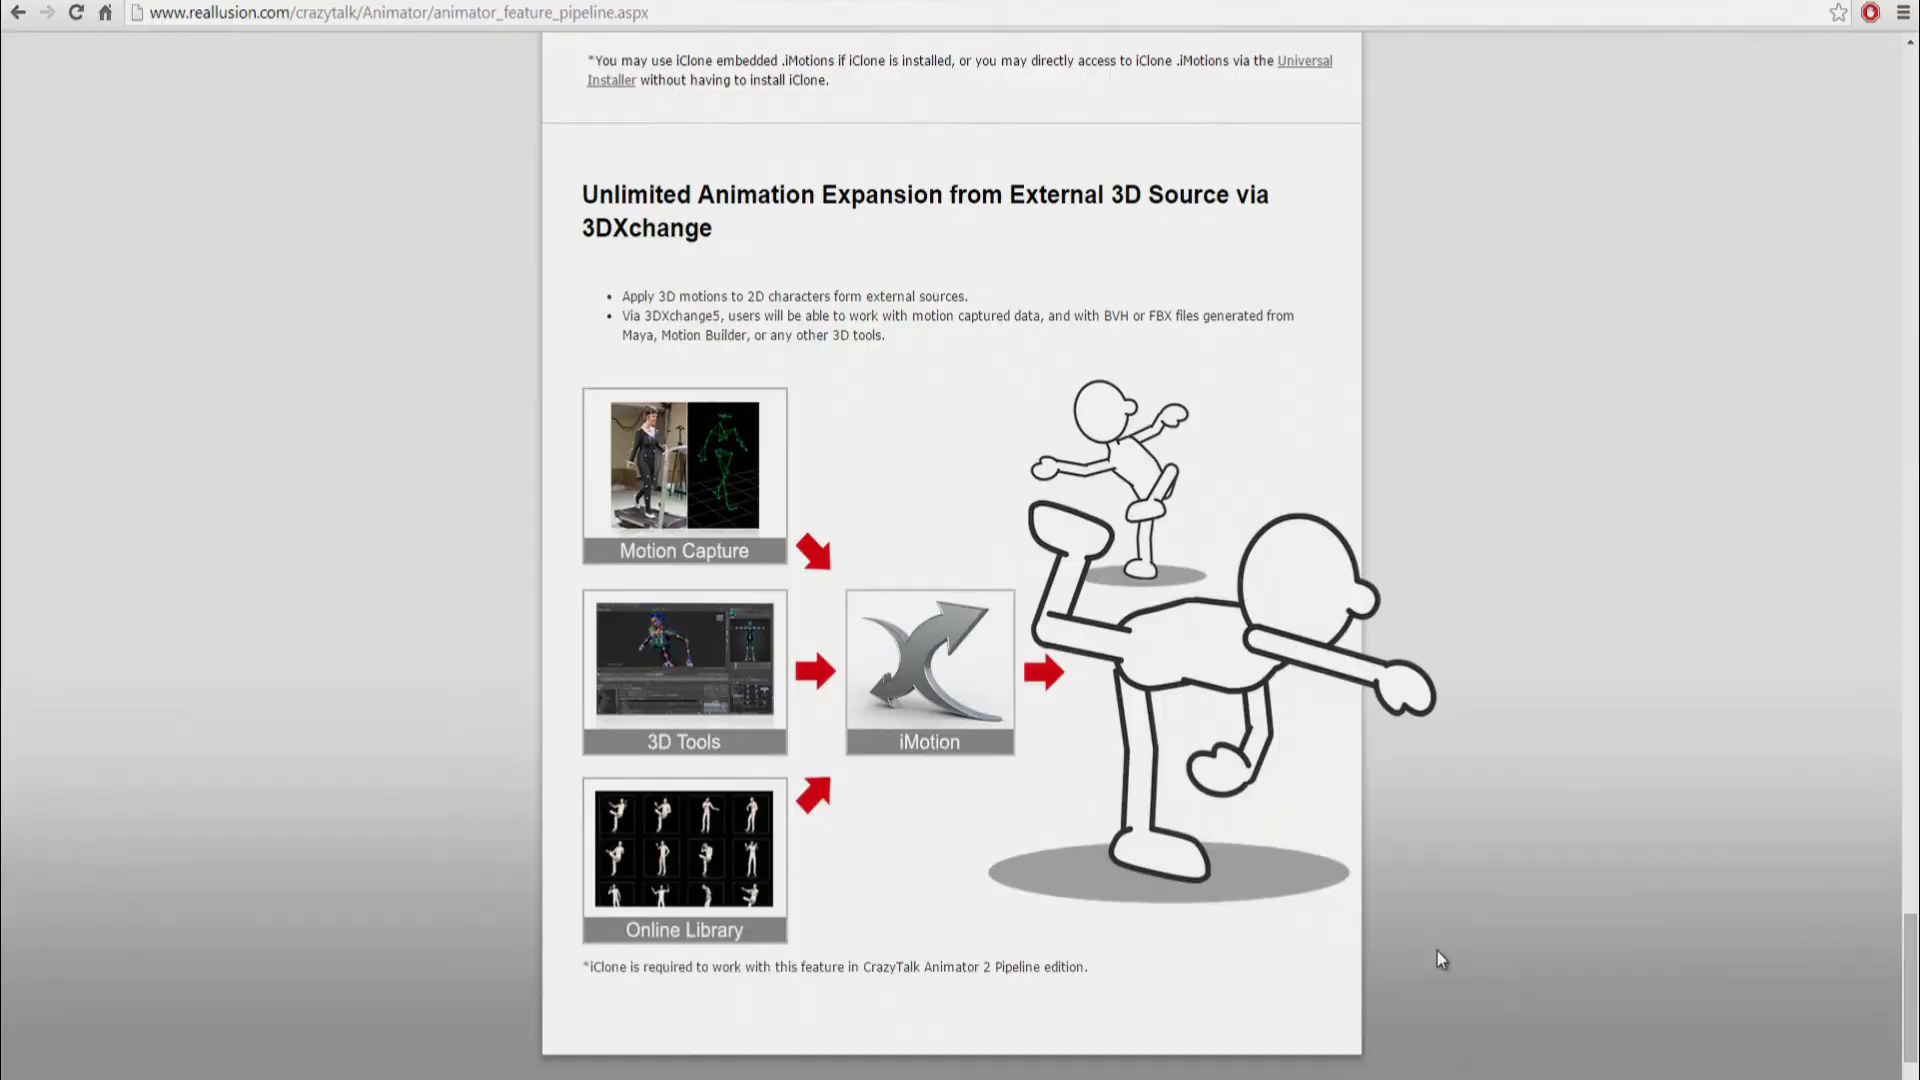 www.reallusion.com/crazytalk/Animator/animator_feature_pipeline.aspx
*You may use iClone embedded .iMotions if iClone is installed, or you may directly access to iClone .iMotions via the Universal
Installer without having to install iClone.
Unlimited Animation Expansion from External 3D Source via
3DXchange
• Apply 3D motions to 2D characters form external sources.
• Via 3DXchange5, users will be able to work with motion captured data, and with BVH or FBX files generated from
Maya, Motion Builder, or any other 3D tools.
Motion Capture
3D Tools
iMotion
Online Library
*iClone is required to work with this feature in CrazyTalk Animator 2 Pipeline edition.